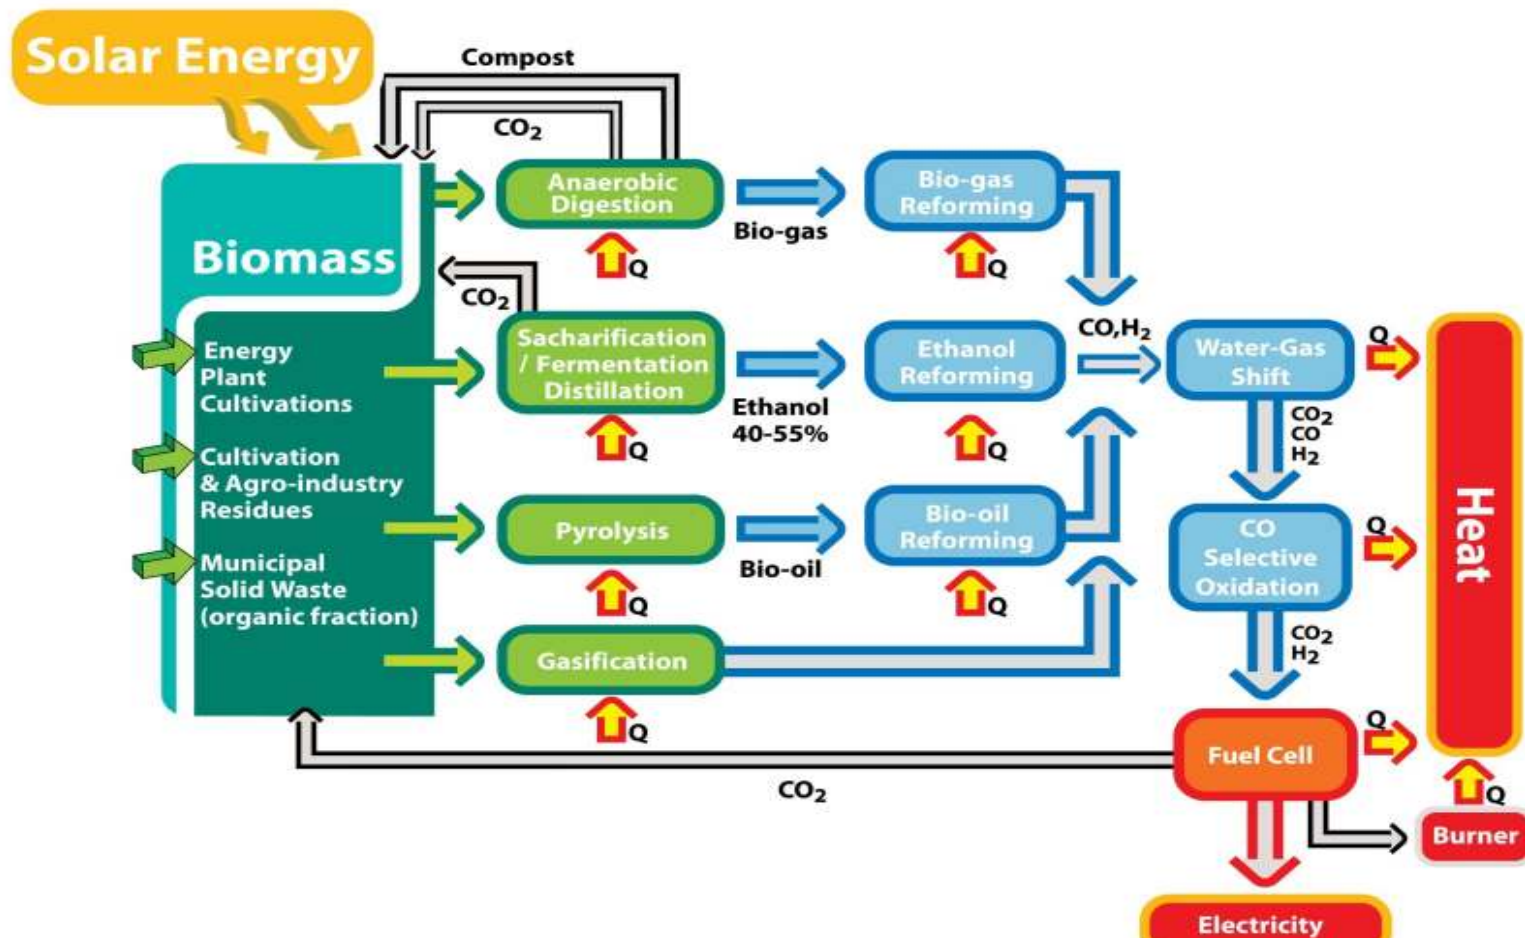 Solar Energy
Compost
CO2
Anaerobic
Digestion
Bio-gas
Bio-gas
Reforming
Q
Q
Biomass
CO2
Sacharification
/ Fermentation
Distillation
Ethanol
40-55%
Ethanol
Reforming
CO,H2
Water-Gas
Shift
Q
Q
Q
Energy
Plant
Cultivations
Cultivation
& Agro-industry
Residues
Municipal
Solid Waste
(organic fraction)
CO2
CO
H2
Pyrolysis
Bio-oil
Bio-oil
Reforming
Q
Q
CO
Selective
Oxidation
Q
Heat
Gasification
Q
CO2
H2
Fuel Cell
Q
CO2
Q
Burner
Electricity